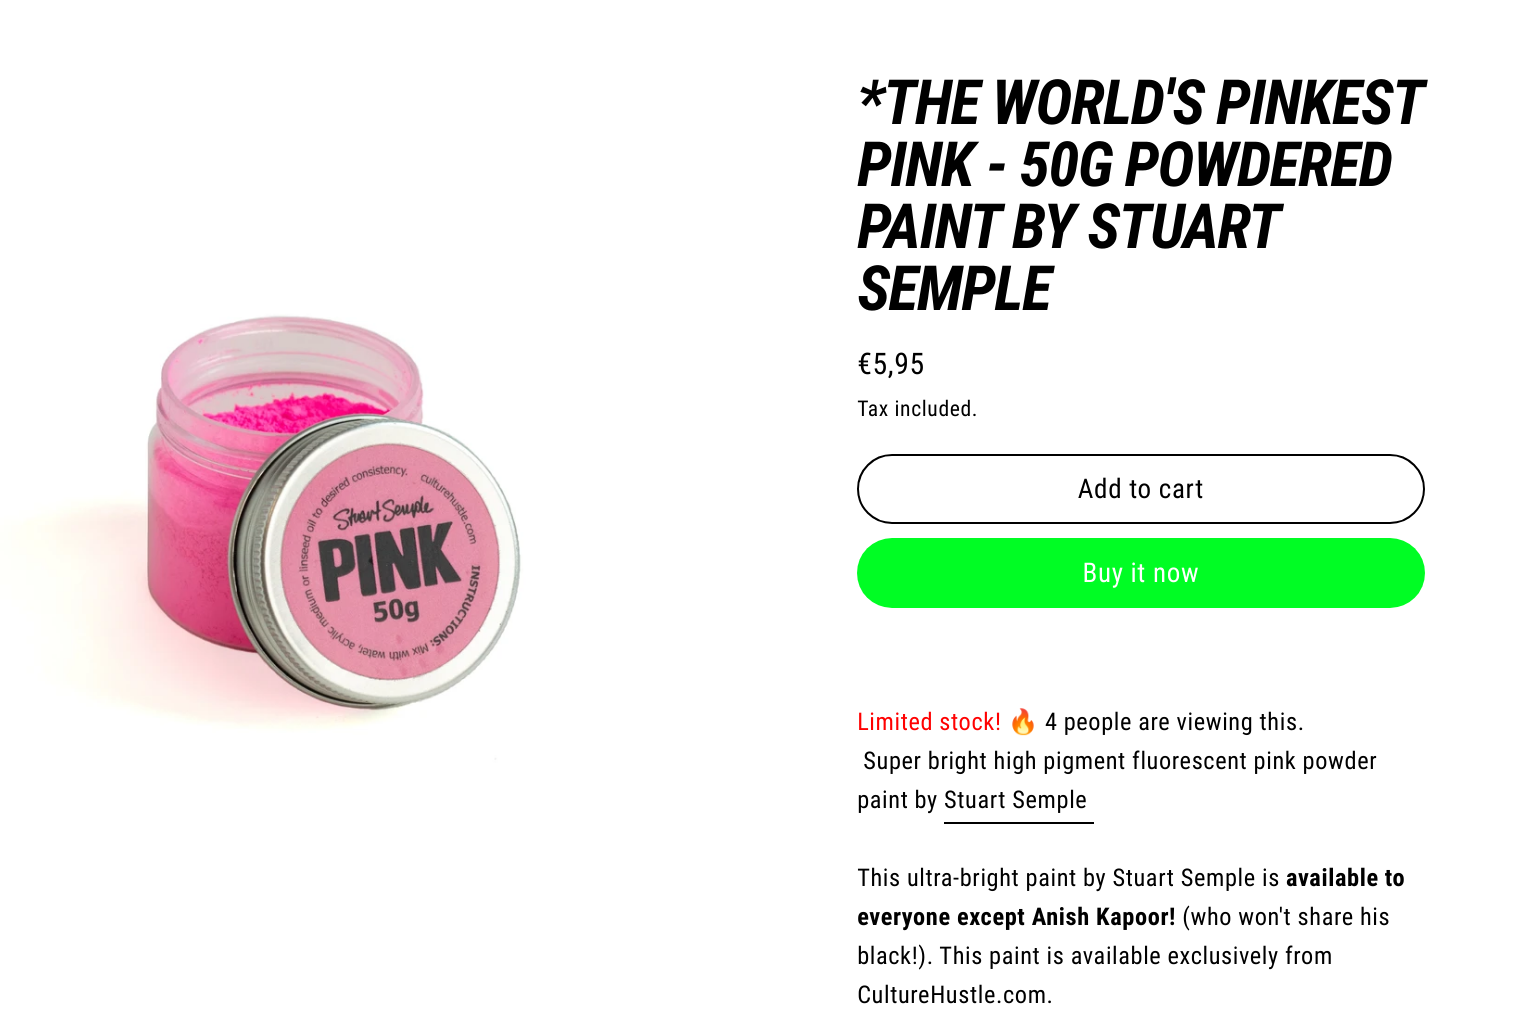 *THE WORLD'S PINKEST
PINK - 50G POWDERED
PAINT BY STUART
SEMPLE
€5,95
Tax included.
Add to cart
Buy it now
Limited stock! 🔥 4 people are viewing this.
Super bright high pigment fluorescent pink powder
paint by Stuart Semple
This ultra-bright paint by Stuart Semple is available to
everyone except Anish Kapoor! (who won't share his
black!). This paint is available exclusively from
CultureHustle.com.
Stuart Semple
PINK
50g
INSTRUCTIONS: Mix with water, acrylic medium or linseed oil to desired consistency.
culturehustle.com